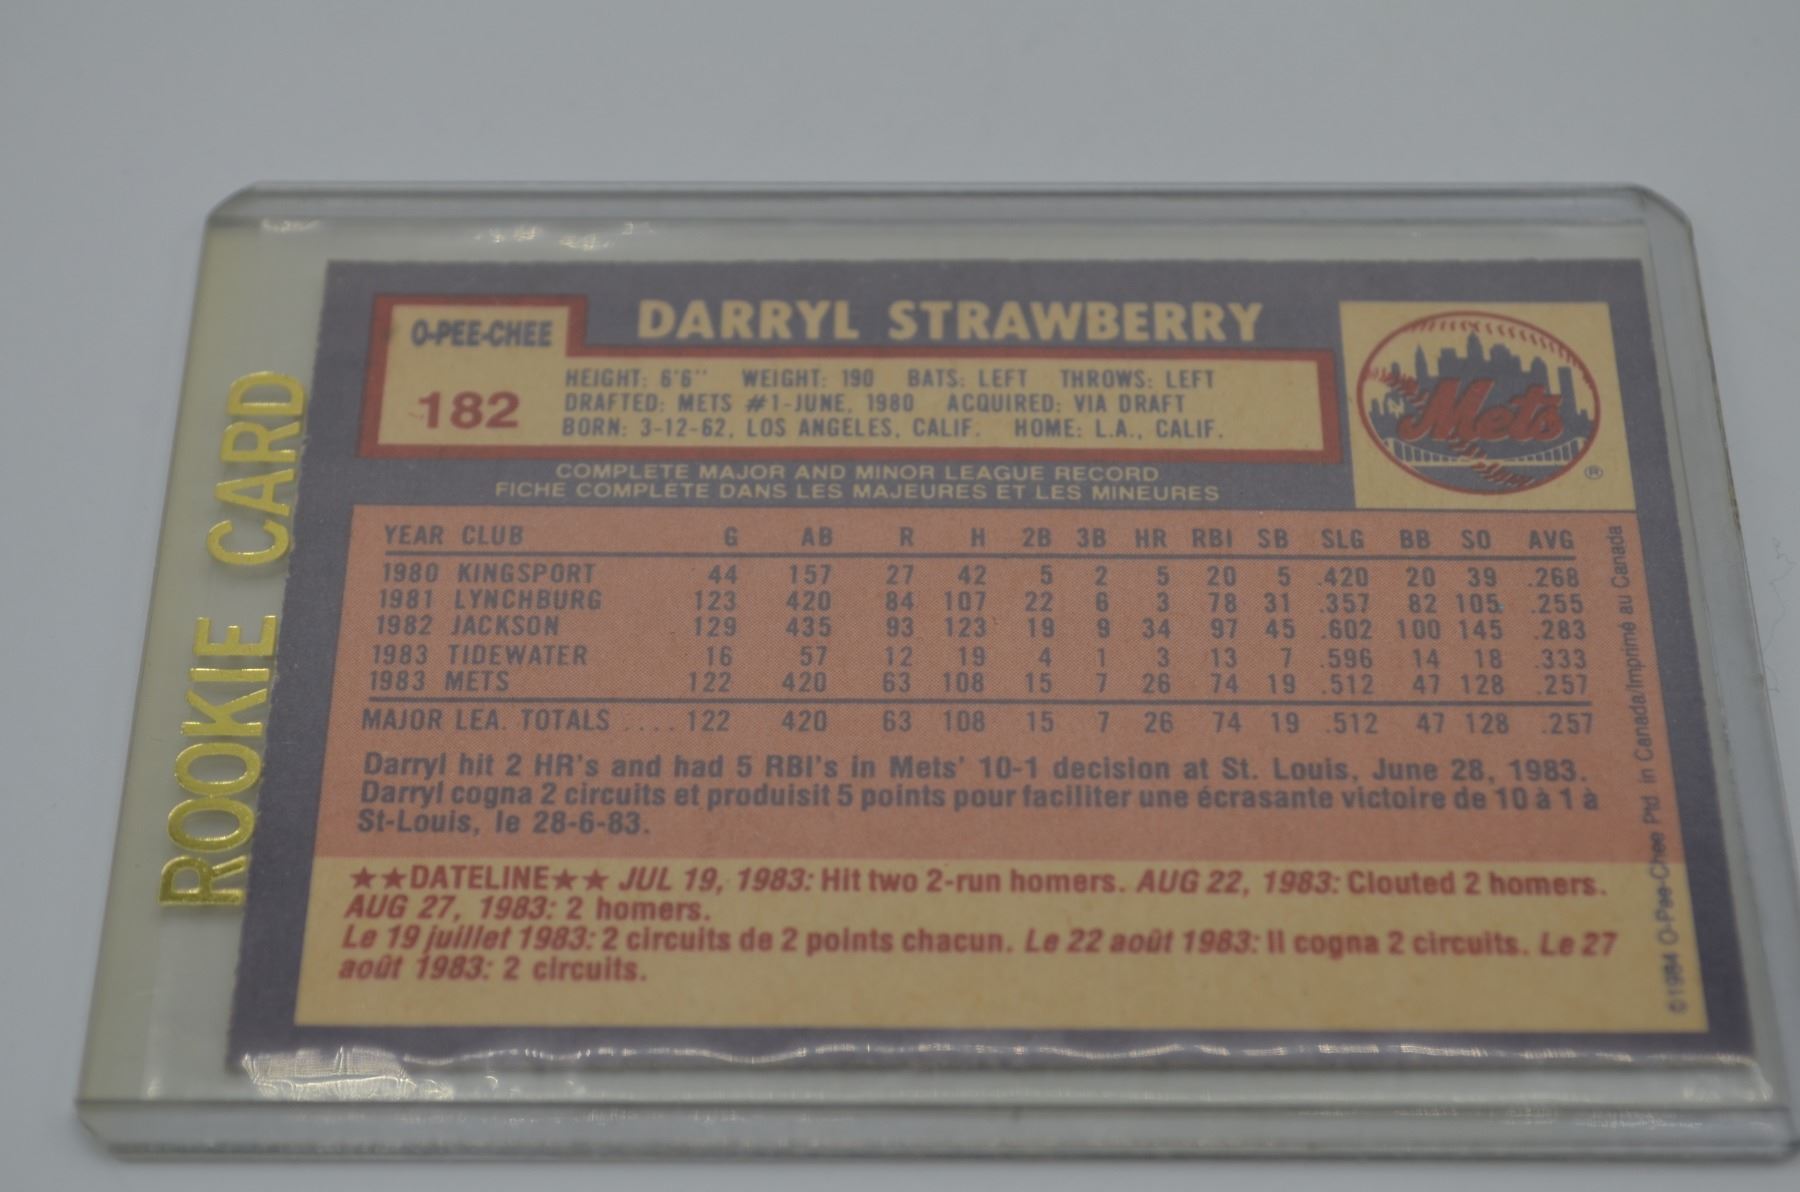 ROOKIE CARD
O-PEE-CHEE
182
DARRYL STRAWBERRY
HEIGHT: 6'6" WEIGHT: 190 BATS: LEFT THROWS: LEFT
DRAFTED: METS #1-JUNE, 1980 ACQUIRED: VIA DRAFT
BORN: 3-12-62, LOS ANGELES, CALIF. HOME: L.A., CALIF.
Mets
®
COMPLETE MAJOR AND MINOR LEAGUE RECORD
FICHE COMPLETE DANS LES MAJEURES ET LES MINEURES
YEAR CLUB G AB R H 2B 3B HR RBI SB SLG BB SO AVG
1980 KINGSPORT 44 157 27 42 5 2 5 20 5 .420 20 39 .268
1981 LYNCHBURG 123 420 84 107 22 6 3 78 31 .357 82 105 .255
1982 JACKSON 129 435 93 123 19 9 34 97 45 .602 100 145 .283
1983 TIDEWATER 16 57 12 19 4 1 3 13 7 .596 14 18 .333
1983 METS 122 420 63 108 15 7 26 74 19 .512 47 128 .257
MAJOR LEA. TOTALS .... 122 420 63 108 15 7 26 74 19 .512 47 128 .257
Darryl hit 2 HR's and had 5 RBI's in Mets' 10-1 decision at St. Louis, June 28, 1983.
Darryl cogna 2 circuits et produisit 5 points pour faciliter une écrasante victoire de 10 à 1 à
St-Louis, le 28-6-83.
★★DATELINE★★ JUL 19, 1983: Hit two 2-run homers. AUG 22, 1983: Clouted 2 homers.
AUG 27, 1983: 2 homers.
Le 19 juillet 1983: 2 circuits de 2 points chacun. Le 22 août 1983: Il cogna 2 circuits. Le 27
août 1983: 2 circuits.
©1984 O-Pee-Chee Ptd. in Canada/Imprimé au Canada